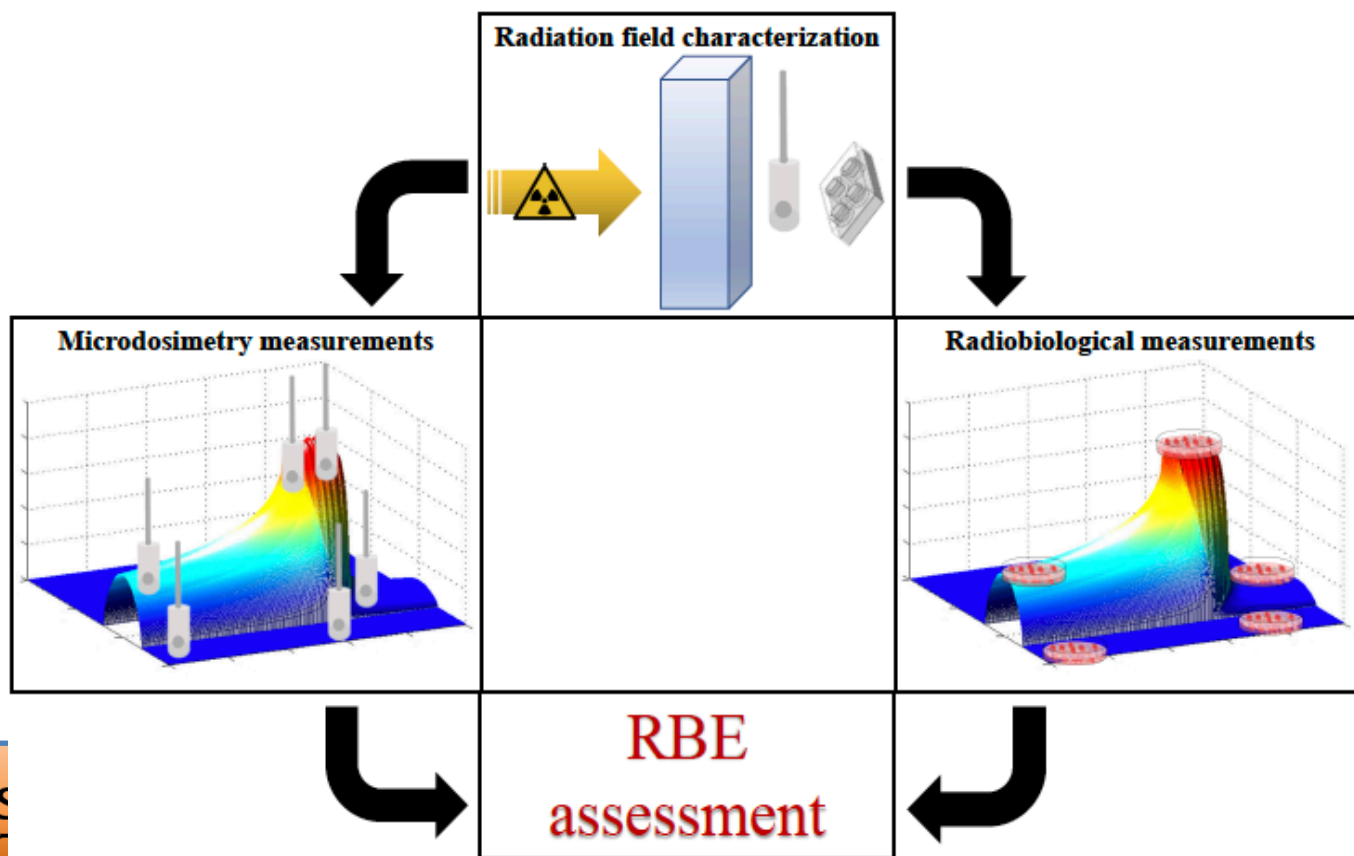 Radiation field characterization
Microdosimetry measurements
Radiobiological measurements
RBE
assessment